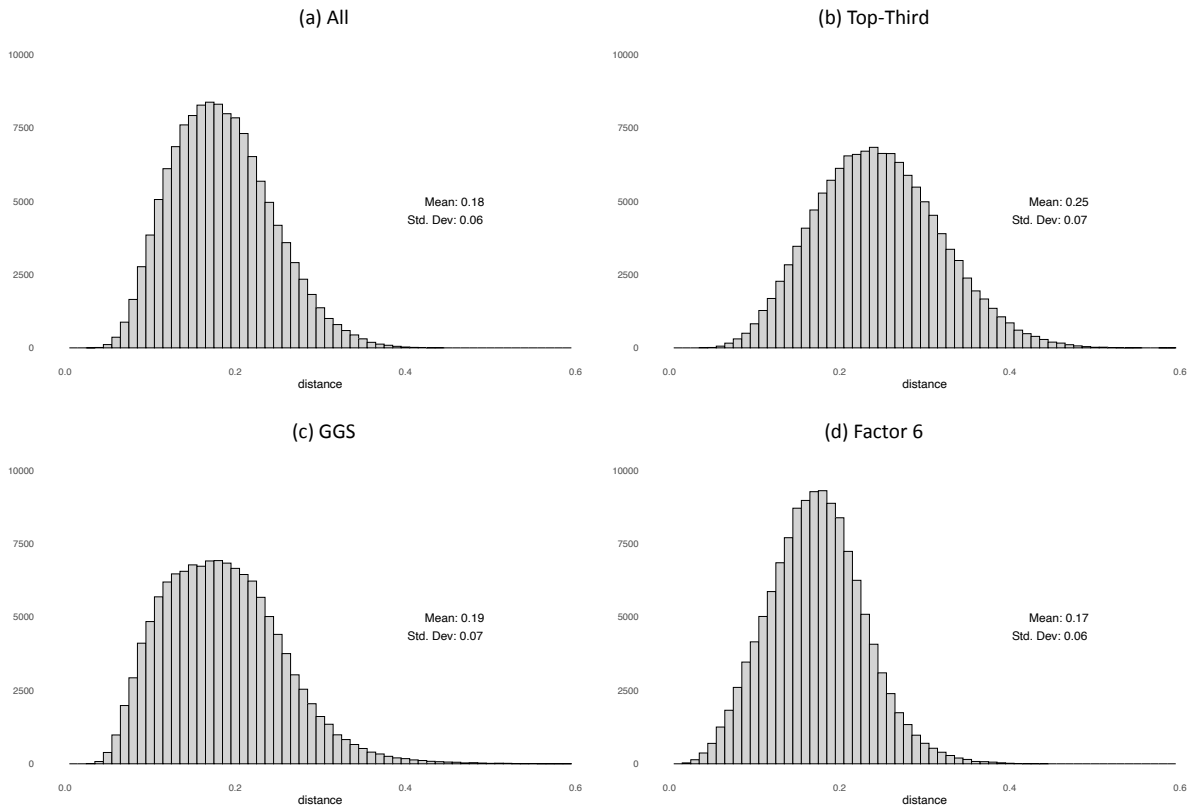 (a) All
10000
7500
5000
2500
0
Mean: 0.18
Std. Dev: 0.06
0.0 0.2 0.4 0.6
distance
(b) Top-Third
10000
7500
5000
2500
0
Mean: 0.25
Std. Dev: 0.07
0.0 0.2 0.4 0.6
distance
(c) GGS
10000
7500
5000
2500
0
Mean: 0.19
Std. Dev: 0.07
0.0 0.2 0.4 0.6
distance
(d) Factor 6
10000
7500
5000
2500
0
Mean: 0.17
Std. Dev: 0.06
0.0 0.2 0.4 0.6
distance